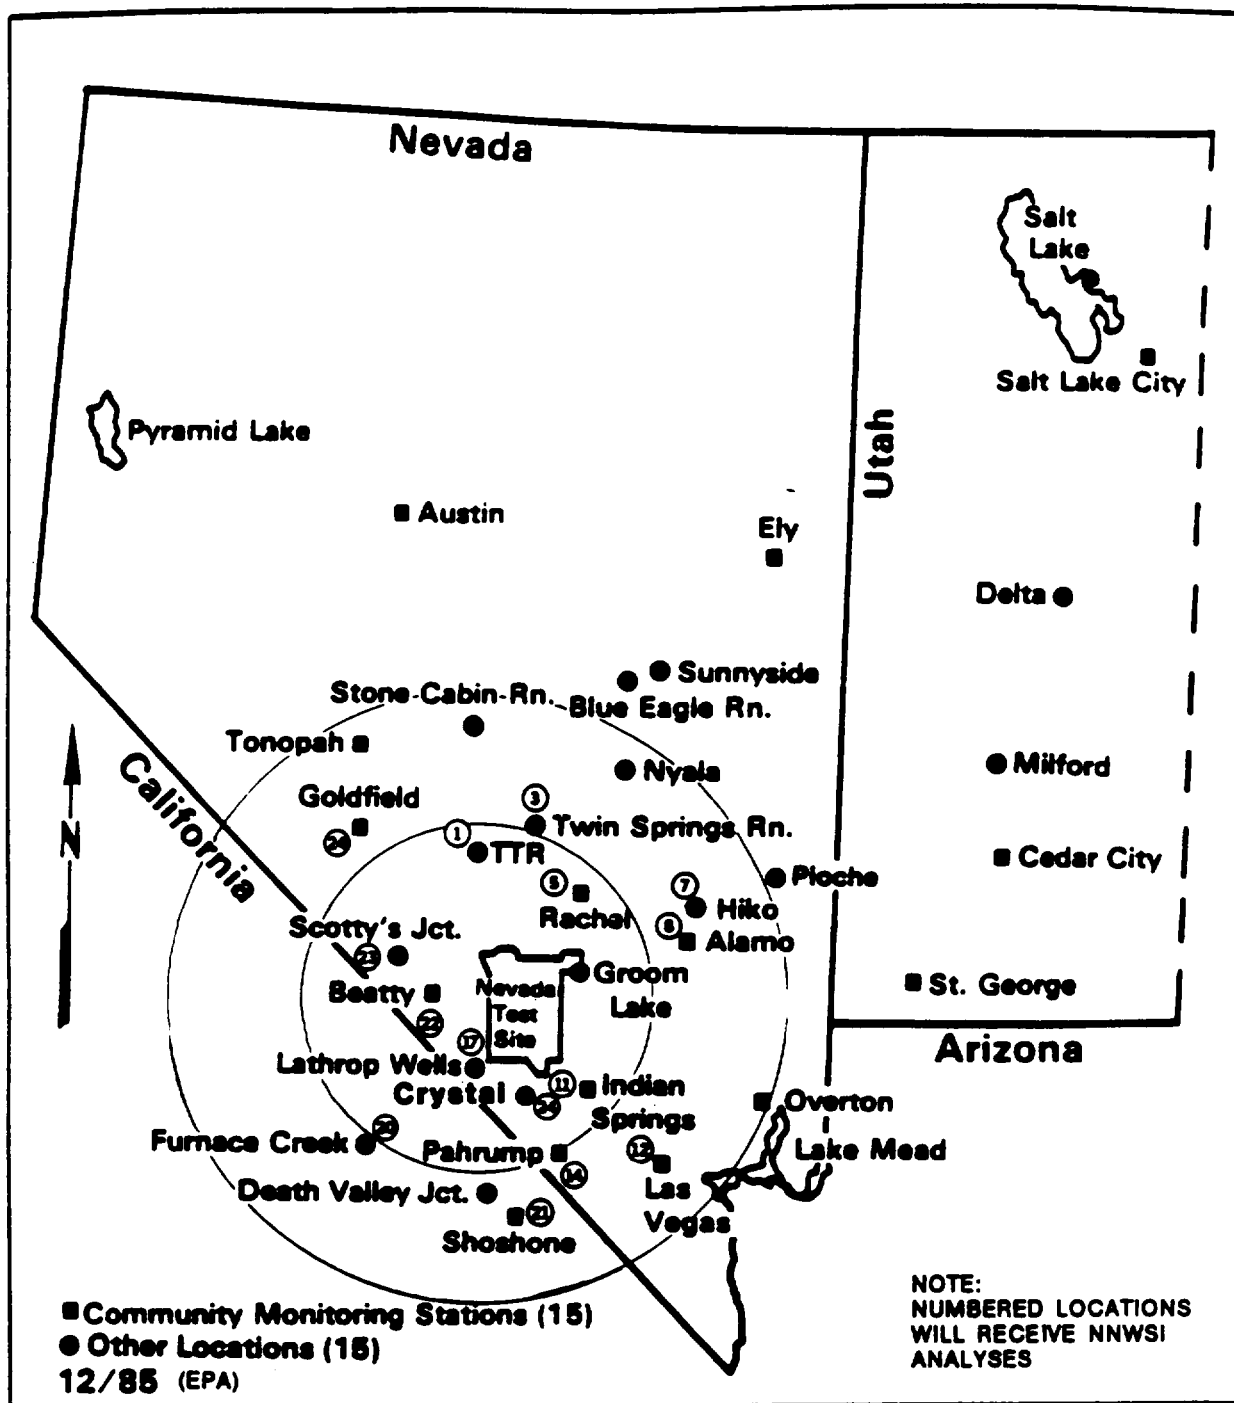 Nevada
Salt
Lake
Salt Lake City
Pyramid Lake
Utah
Austin
Ely
Delta
Sunnyside
Stone-Cabin-Rn.
Blue Eagle Rn.
Tonopah
Nyala
Milford
California
Goldfield
3
Twin Springs Rn.
24
1
TTR
Cedar City
N
5
Rachel
7
Hiko
Pioche
8
Alamo
Scotty's Jct.
23
Groom
Lake
Beatty
Nevada
Test
Site
St. George
22
17
Arizona
Lathrop Wells
Crystal
24
11
Indian
Springs
Overton
20
Furnace Creek
Pahrump
14
12
Las
Vegas
Lake Mead
Death Valley Jct.
21
Shoshone
Community Monitoring Stations (15)
Other Locations (15)
12/85 (EPA)
NOTE:
NUMBERED LOCATIONS
WILL RECEIVE NNWSI
ANALYSES